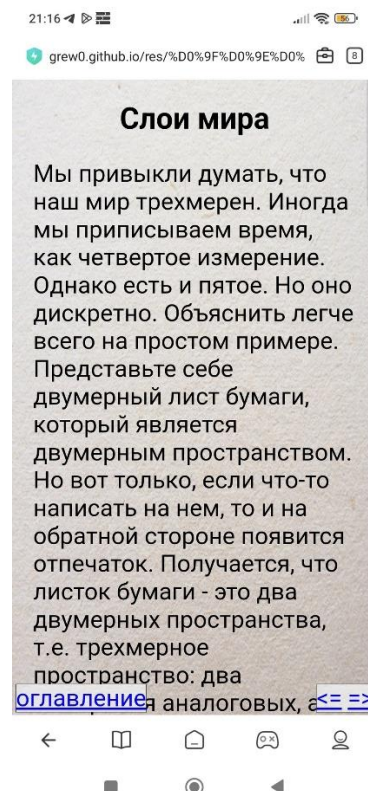 21:16
56
grew0.github.io/res/%D0%9F%D0%9E%D0%
8
Слои мира
Мы привыкли думать, что
наш мир трехмерен. Иногда
мы приписываем время,
как четвертое измерение.
Однако есть и пятое. Но оно
дискретно. Объяснить легче
всего на простом примере.
Представьте себе
двумерный лист бумаги,
который является
двумерным пространством.
Но вот только, если что-то
написать на нем, то и на
обратной стороне появится
отпечаток. Получается, что
листок бумаги - это два
двумерных пространства,
т.е. трехмерное
пространство: два
я аналоговых, а
оглавление
<= =>